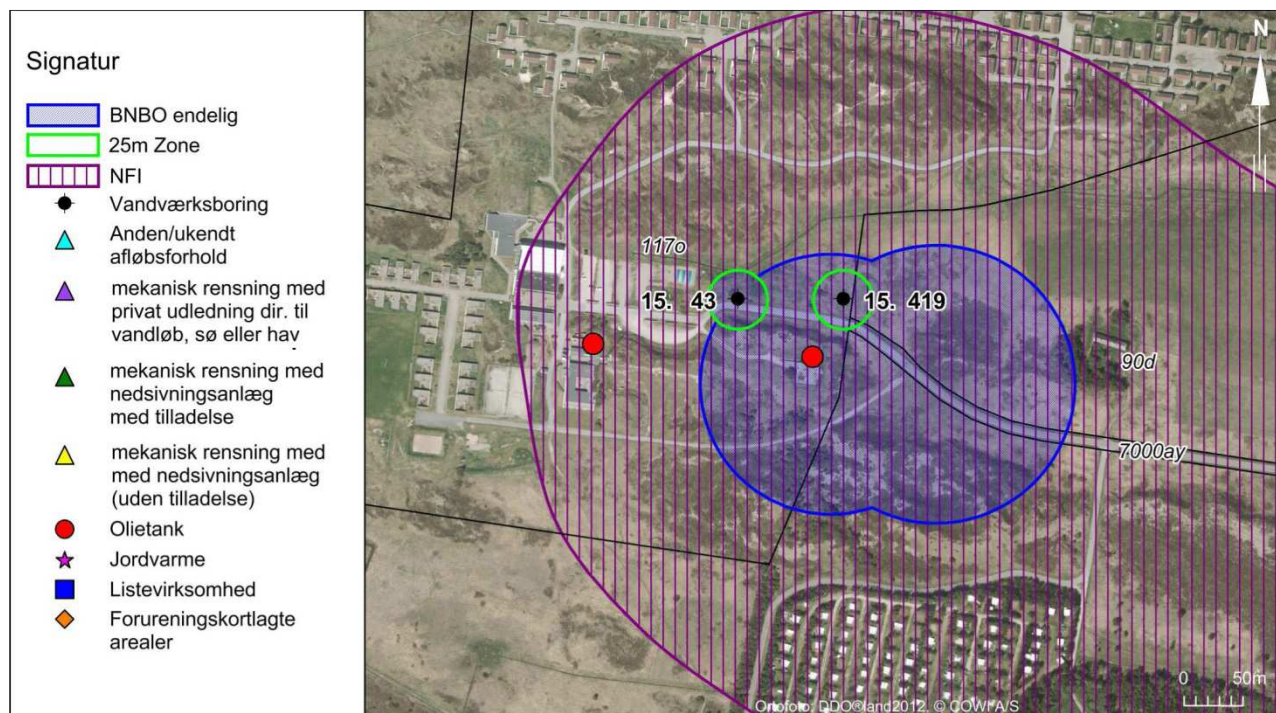 Signatur
BNBO endelig
25m Zone
NFI
Vandværksboring
Anden/ukendt
afløbsforhold
mekanisk rensning med
privat udledning dir. til
vandløb, sø eller hav
mekanisk rensning med
nedsivningsanlæg
med tilladelse
mekanisk rensning med
med nedsivningsanlæg
(uden tilladelse)
Olietank
Jordvarme
Listevirksomhed
Forureningskortlagte
arealer
N
117o
15. 43
15. 419
90d
7000ay
0 50m
Ortofoto: DDO®land2012. © COWI A/S